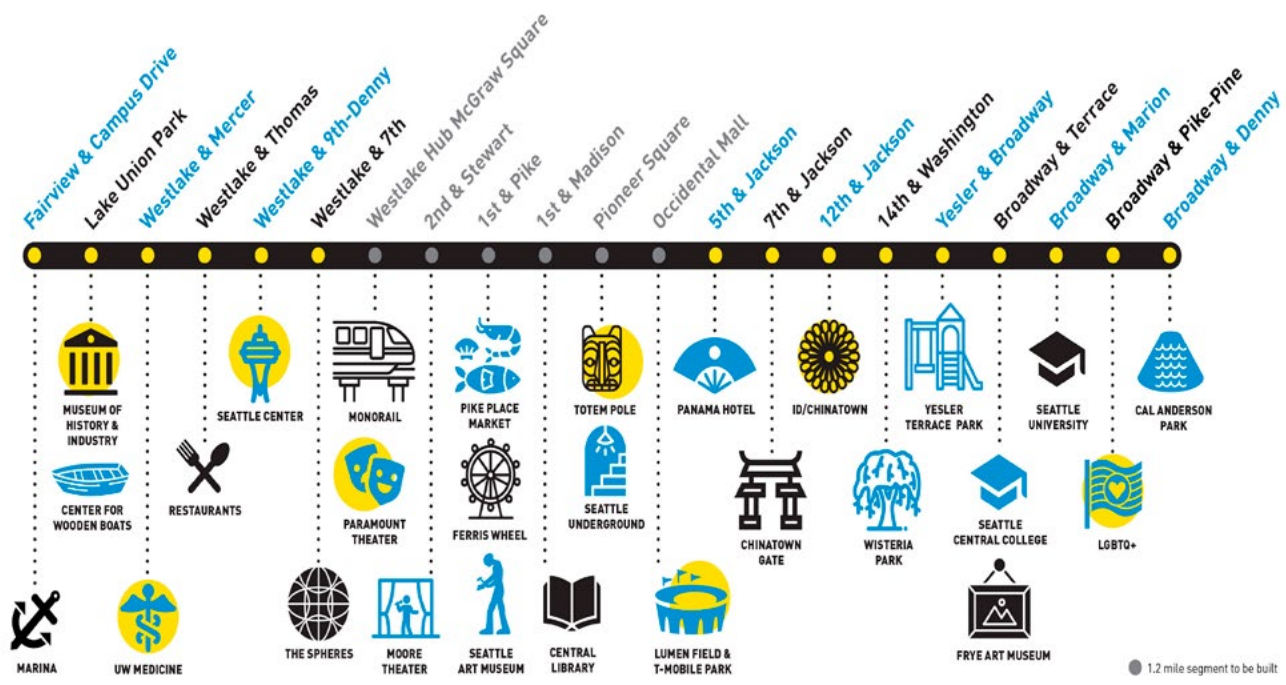 Fairview & Campus Drive
Lake Union Park
Westlake & Mercer
Westlake & Thomas
Westlake & 9th-Denny
Westlake & 7th
Westlake Hub McGraw Square
2nd & Stewart
1st & Pike
1st & Madison
Pioneer Square
Occidental Mall
5th & Jackson
7th & Jackson
12th & Jackson
14th & Washington
Yesler & Broadway
Broadway & Terrace
Broadway & Marion
Broadway & Pike-Pine
Broadway & Denny
MUSEUM OF
HISTORY &
INDUSTRY
SEATTLE CENTER
MONORAIL
PIKE PLACE
MARKET
TOTEM POLE
PANAMA HOTEL
ID/CHINATOWN
YESLER
TERRACE PARK
SEATTLE
UNIVERSITY
CAL ANDERSON
PARK
CENTER FOR
WOODEN BOATS
RESTAURANTS
PARAMOUNT
THEATER
FERRIS WHEEL
SEATTLE
UNDERGROUND
CHINATOWN
GATE
WISTERIA
PARK
SEATTLE
CENTRAL COLLEGE
LGBTQ+
MARINA
UW MEDICINE
THE SPHERES
MOORE
THEATER
SEATTLE
ART MUSEUM
CENTRAL
LIBRARY
LUMEN FIELD &
T-MOBILE PARK
FRYE ART MUSEUM
1.2 mile segment to be built